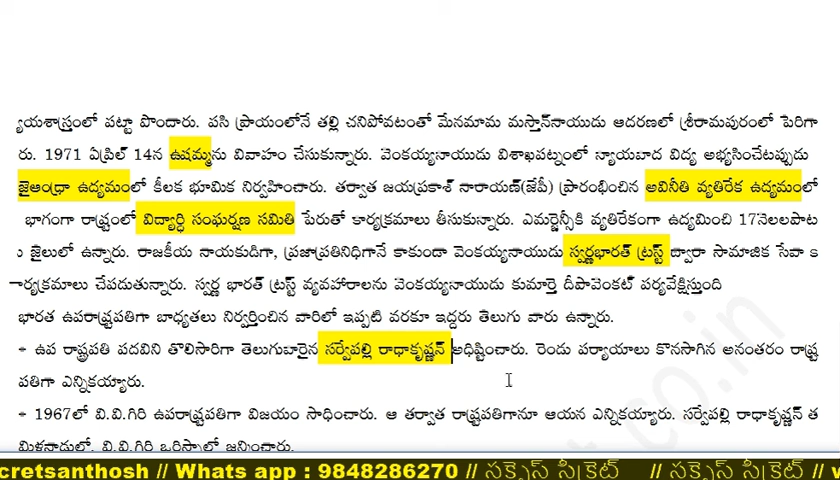 ్యాయశాస్త్రంలో పట్టా పొందారు. పసి ప్రాయంలోనే తల్లి చనిపోవటంతో మేనమామ మస్తాన్‌నాయుడు ఆదరణలో శ్రీరామపురంలో పెరిగా
రు. 1971 ఏప్రిల్ 14న ఉషమ్మను వివాహం చేసుకున్నారు. వెంకయ్యనాయుడు విశాఖపట్నంలో న్యాయవాద విద్య అభ్యసించేటప్పుడు
జైఆంధ్రా ఉద్యమంలో కీలక భూమిక నిర్వహించారు. తర్వాత జయప్రకాశ్ నారాయణ్(జేపీ) ప్రారంభించిన అవినీతి వ్యతిరేక ఉద్యమంలో
భాగంగా రాష్ట్రంలో విద్యార్థి సంఘర్షణ సమితి పేరుతో కార్యక్రమాలు తీసుకున్నారు. ఎమర్జెన్సీకి వ్యతిరేకంగా ఉద్యమించి 17నెలలపాట
ు జైలులో ఉన్నారు. రాజకీయ నాయకుడిగా, ప్రజాప్రతినిధిగానే కాకుండా వెంకయ్యనాయుడు స్వర్ణభారత్ ట్రస్ట్ ద్వారా సామాజిక సేవా క
ార్యక్రమాలు చేపడుతున్నారు. స్వర్ణ భారత్ ట్రస్ట్ వ్యవహారాలను వెంకయ్యనాయుడు కుమార్తె దీపావెంకట్ పర్యవేక్షిస్తుంది
భారత ఉపరాష్ట్రపతిగా బాధ్యతలు నిర్వర్తించిన వారిలో ఇప్పటి వరకూ ఇద్దరు తెలుగు వారు ఉన్నారు.
+ ఉప రాష్ట్రపతి పదవిని తొలిసారిగా తెలుగువారైన సర్వేపల్లి రాధాకృష్ణన్ అధిష్టించారు. రెండు పర్యాయాలు కొనసాగిన అనంతరం రాష్ట్ర
పతిగా ఎన్నికయ్యారు.
+ 1967లో వి.వి.గిరి ఉపరాష్ట్రపతిగా విజయం సాధించారు. ఆ తర్వాత రాష్ట్రపతిగానూ ఆయన ఎన్నికయ్యారు. సర్వేపల్లి రాధాకృష్ణన్ త
మిళనాడులో, వి.వి.గిరి ఒరిస్సాలో జన్మించారు.
cretsanthosh // Whats app : 9848286270 // సక్సెస్ సీక్రెట్ // సక్సెస్ సీక్రెట్ // w